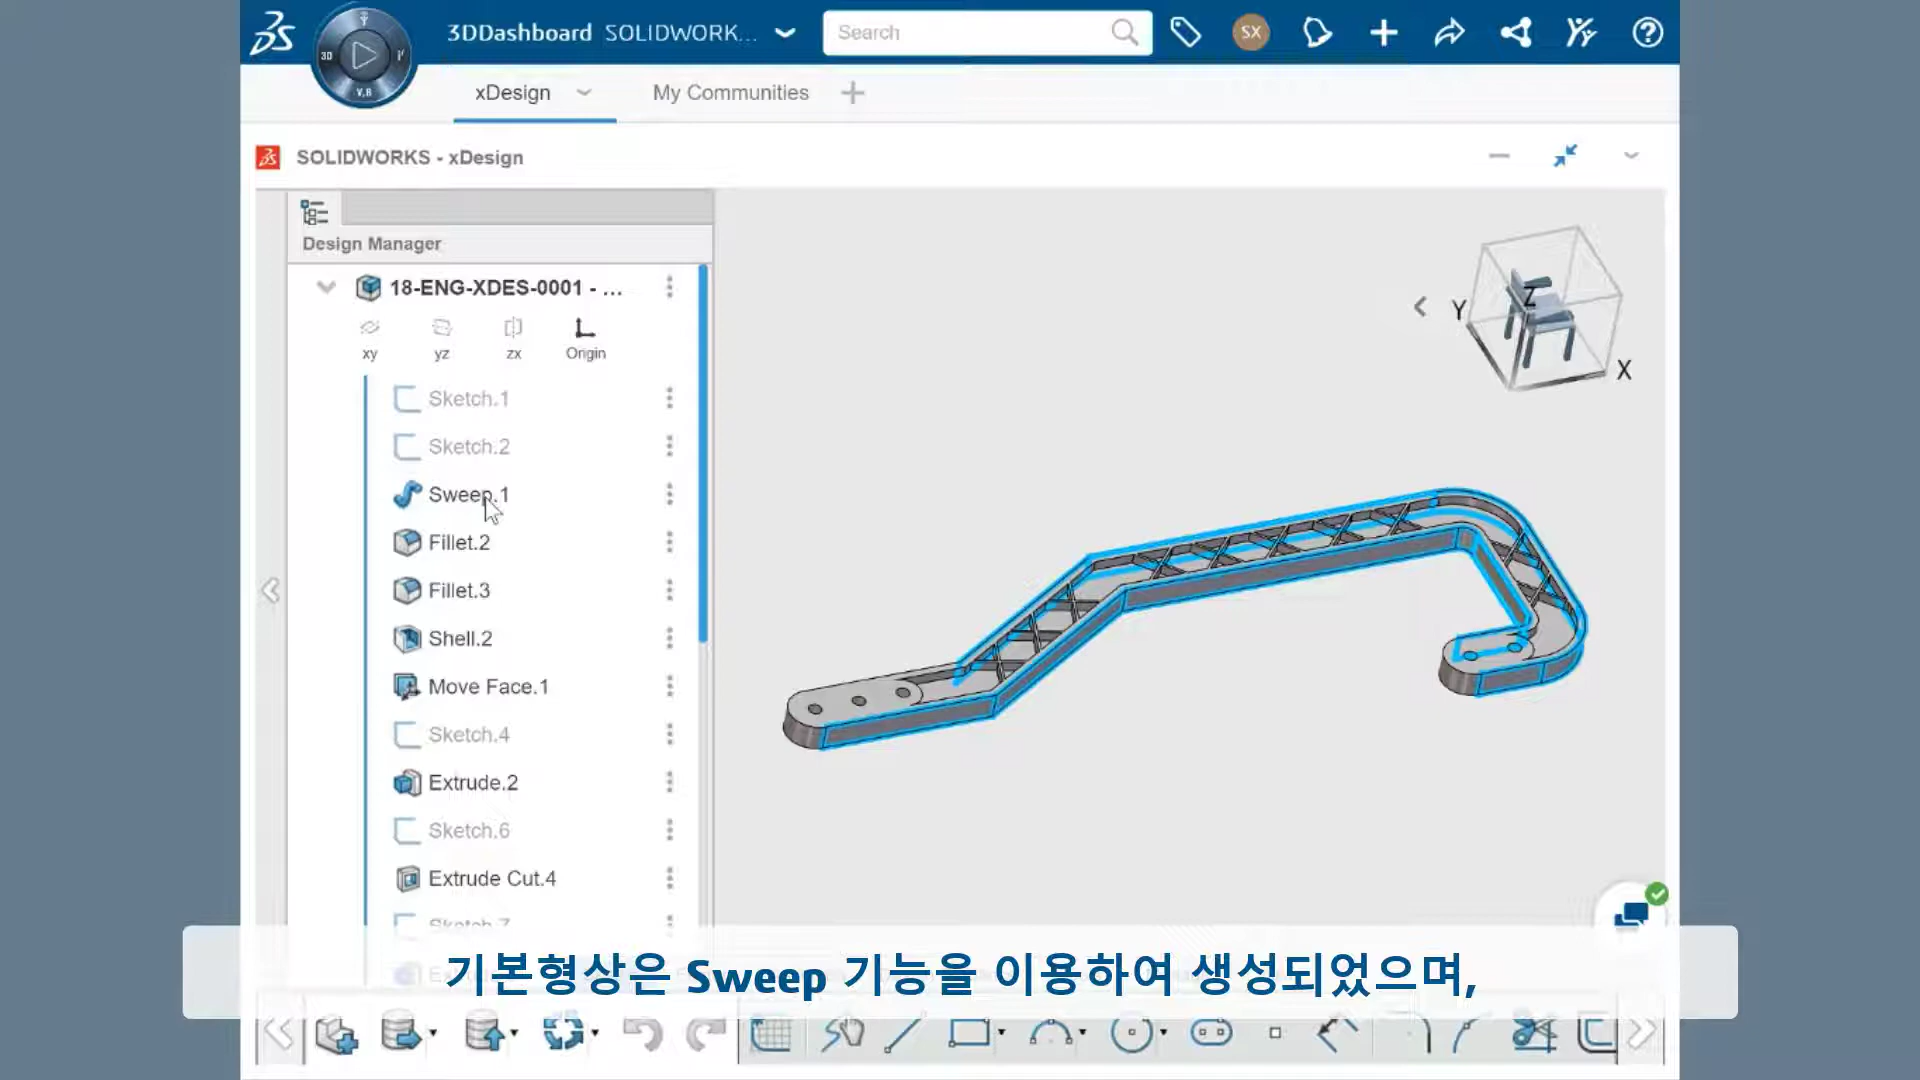 3DDashboard SOLIDWORK...
Search
SX
3D
V.R
xDesign
My Communities
SOLIDWORKS - xDesign
Design Manager
18-ENG-XDES-0001 - ...
xy yz zx Origin
Sketch.1
Sketch.2
Sweep.1
Fillet.2
Fillet.3
Shell.2
Move Face.1
Sketch.4
Extrude.2
Sketch.6
Extrude Cut.4
Sketch.7
Z
Y
X
기본형상은 Sweep 기능을 이용하여 생성되었으며,